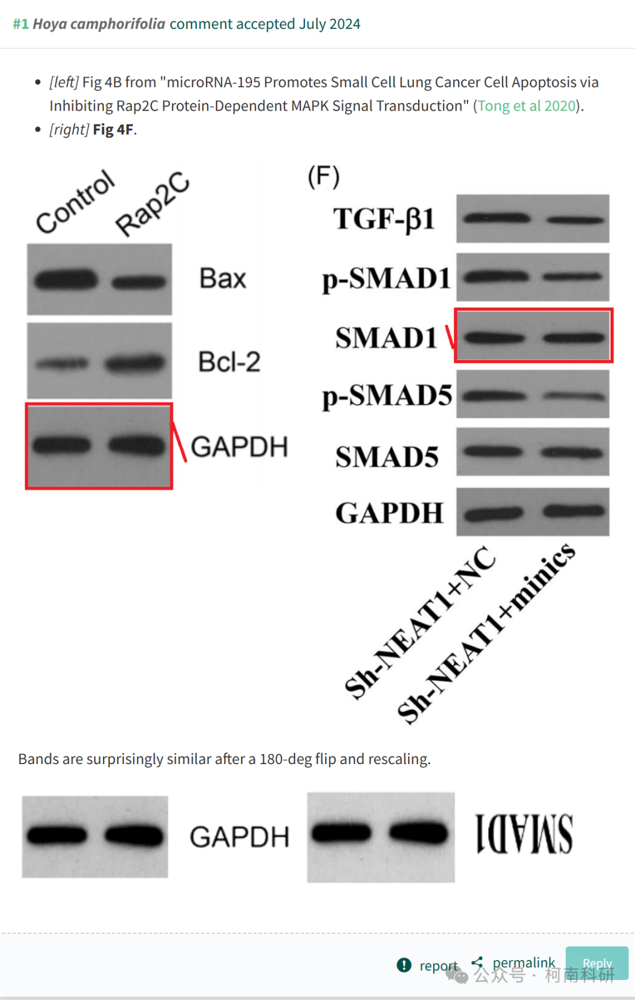 #1 Hoya camphorifolia comment accepted July 2024
• [left] Fig 4B from "microRNA-195 Promotes Small Cell Lung Cancer Cell Apoptosis via
Inhibiting Rap2C Protein-Dependent MAPK Signal Transduction" (Tong et al 2020).
• [right] Fig 4F.
Control
Rap2C
Bax
Bcl-2
GAPDH
(F)
TGF-β1
p-SMAD1
SMAD1
p-SMAD5
SMAD5
GAPDH
Sh-NEAT1+NC
Sh-NEAT1+minics
Bands are surprisingly similar after a 180-deg flip and rescaling.
GAPDH
SMAD1
report
permalink
Reply
公众号 · 柯南科研